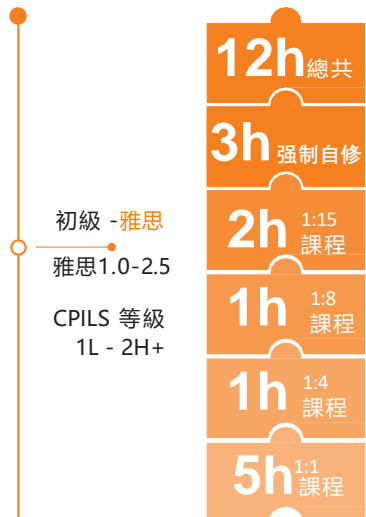 初級 -雅思
雅思1.0-2.5
CPILS 等級
1L - 2H+
12h總共
3h 强制自修
2h 1:15
課程
1h 1:8
課程
1h 1:4
課程
5h 1:1
課程